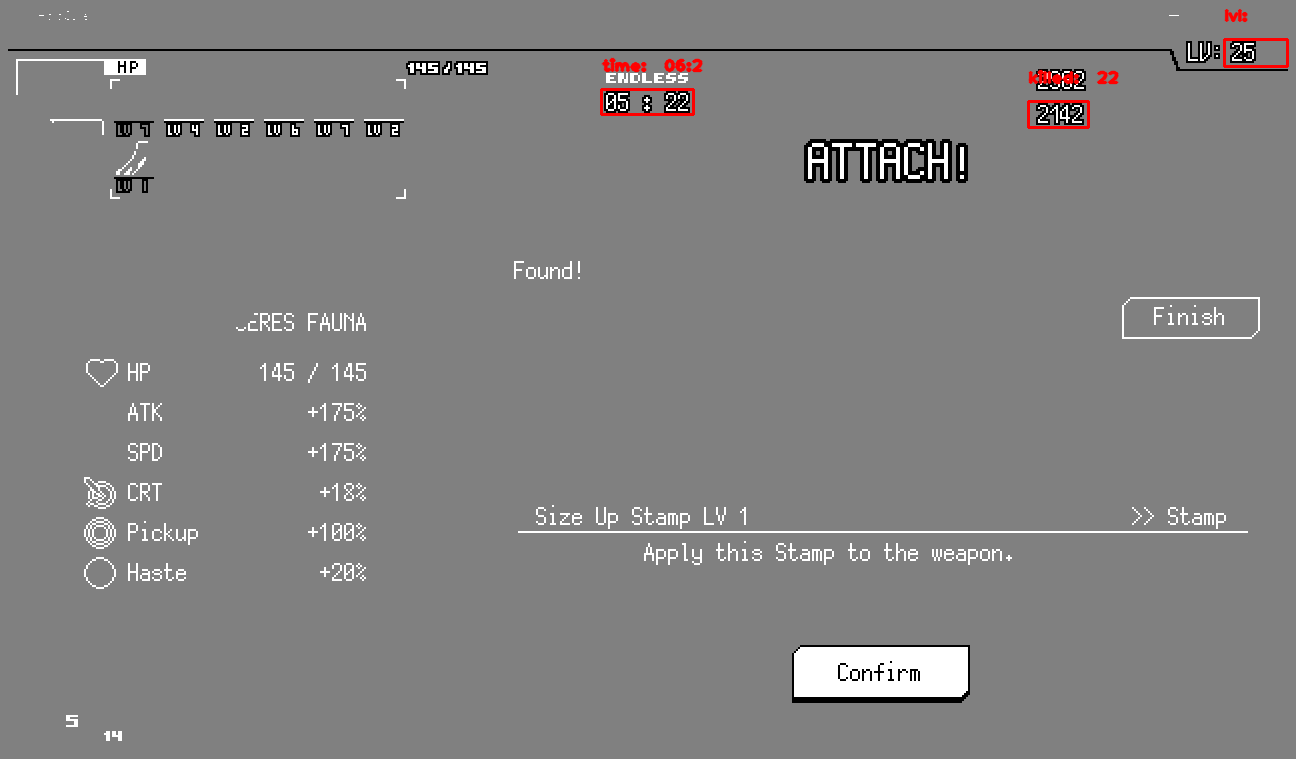 lvl:
LV: 25
HP
145/145
time: 06:2
ENDLESS
05 : 22
killed: 22
2142
LV 7 LV 4 LV 2 LV 6 LV 7 LV 2
LV 1
ATTACH!
Found!
CERES FAUNA
Finish
HP 145 / 145
ATK +175%
SPD +175%
CRT +18%
Pickup +100%
Haste +20%
Size Up Stamp LV 1 >> Stamp
Apply this Stamp to the weapon.
Confirm
5
14